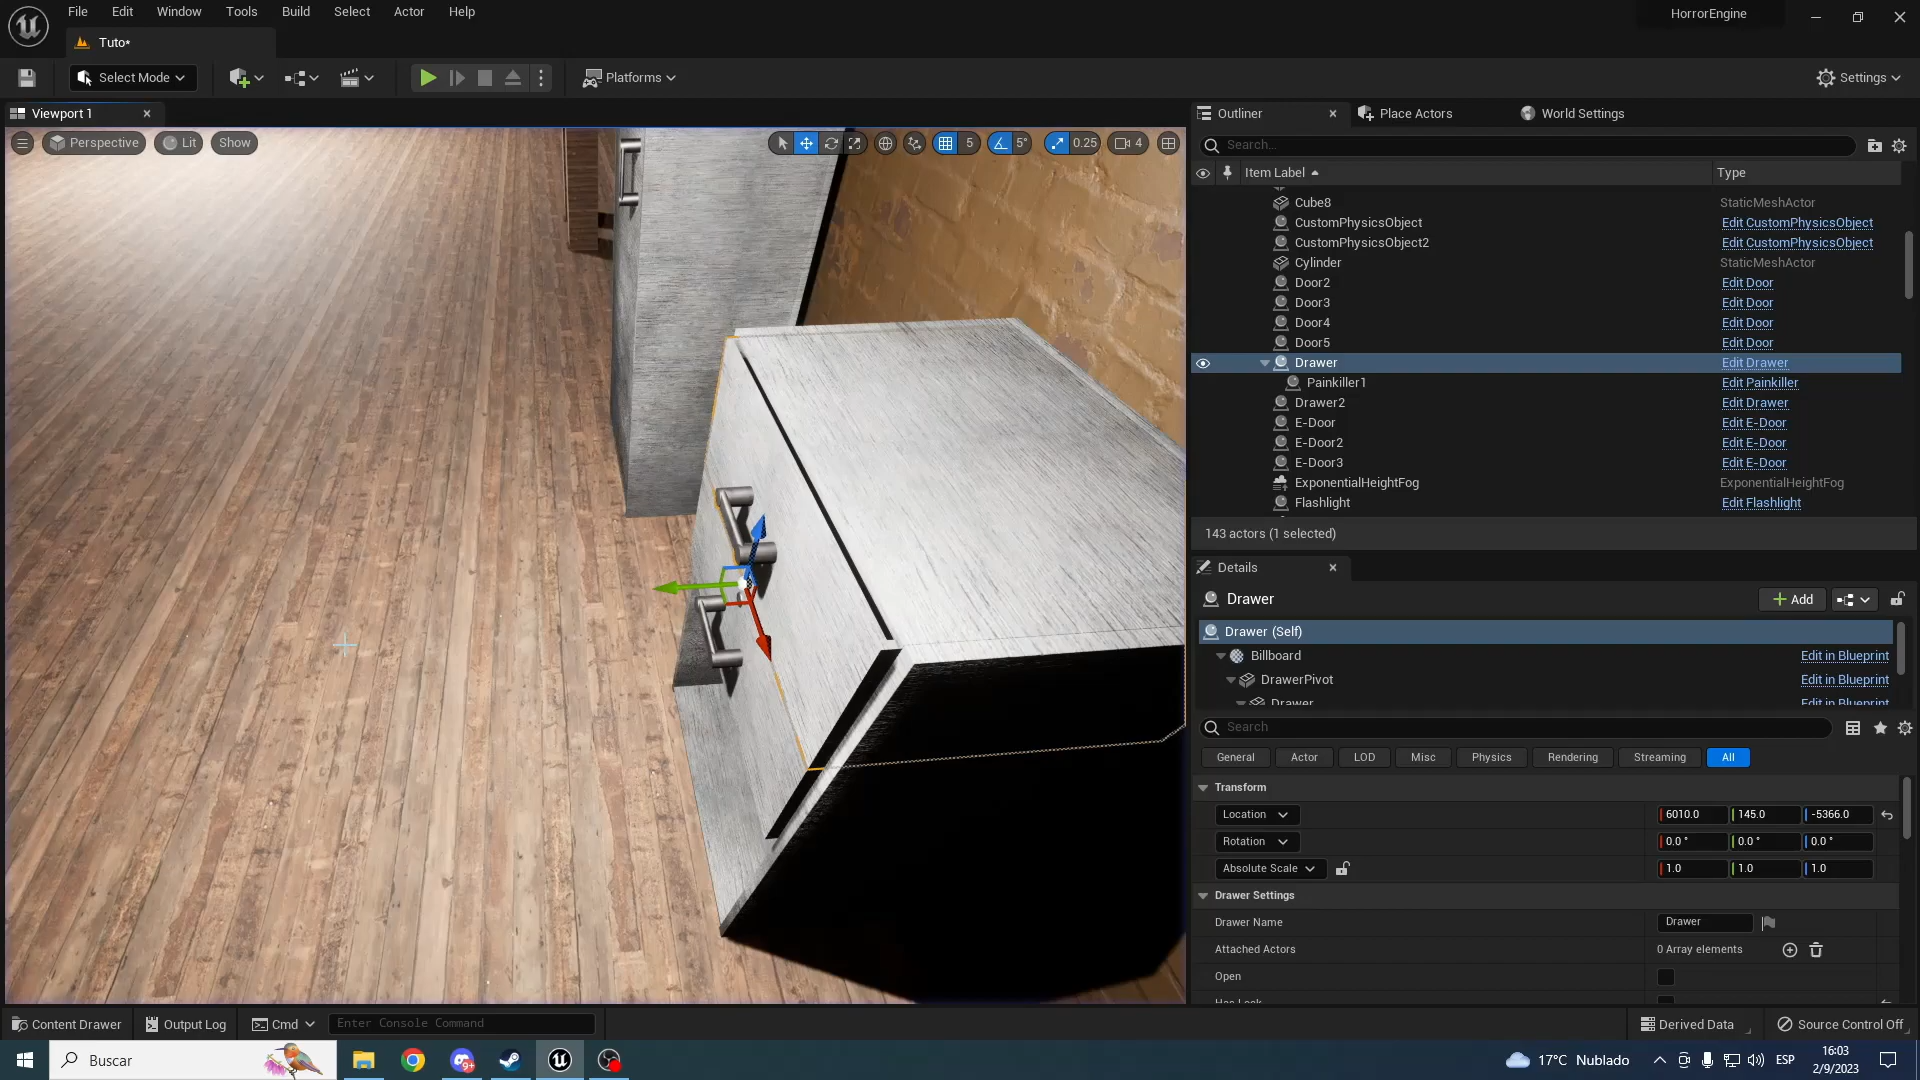 File Edit Window Tools Build Select Actor Help
HorrorEngine
Tuto*
Select Mode
Platforms
Settings
Viewport 1
Perspective Lit Show
5 5° 0.25 4
Outliner
Place Actors
World Settings
Search...
Item Label Type
Cube8 StaticMeshActor
CustomPhysicsObject Edit CustomPhysicsObject
CustomPhysicsObject2 Edit CustomPhysicsObject
Cylinder StaticMeshActor
Door2 Edit Door
Door3 Edit Door
Door4 Edit Door
Door5 Edit Door
Drawer Edit Drawer
Painkiller1 Edit Painkiller
Drawer2 Edit Drawer
E-Door Edit E-Door
E-Door2 Edit E-Door
E-Door3 Edit E-Door
ExponentialHeightFog ExponentialHeightFog
Flashlight Edit Flashlight
143 actors (1 selected)
Details
Drawer
Add
Drawer (Self)
Billboard Edit in Blueprint
DrawerPivot Edit in Blueprint
Drawer Edit in Blueprint
Search
General Actor LOD Misc Physics Rendering Streaming All
Transform
Location 6010.0 145.0 -5366.0
Rotation 0.0 ° 0.0 ° 0.0 °
Absolute Scale 1.0 1.0 1.0
Drawer Settings
Drawer Name Drawer
Attached Actors 0 Array elements
Open
Has Lock
Content Drawer Output Log Cmd Enter Console Command
Derived Data Source Control Off
Buscar
9+
17°C Nublado
ESP
16:03
2/9/2023